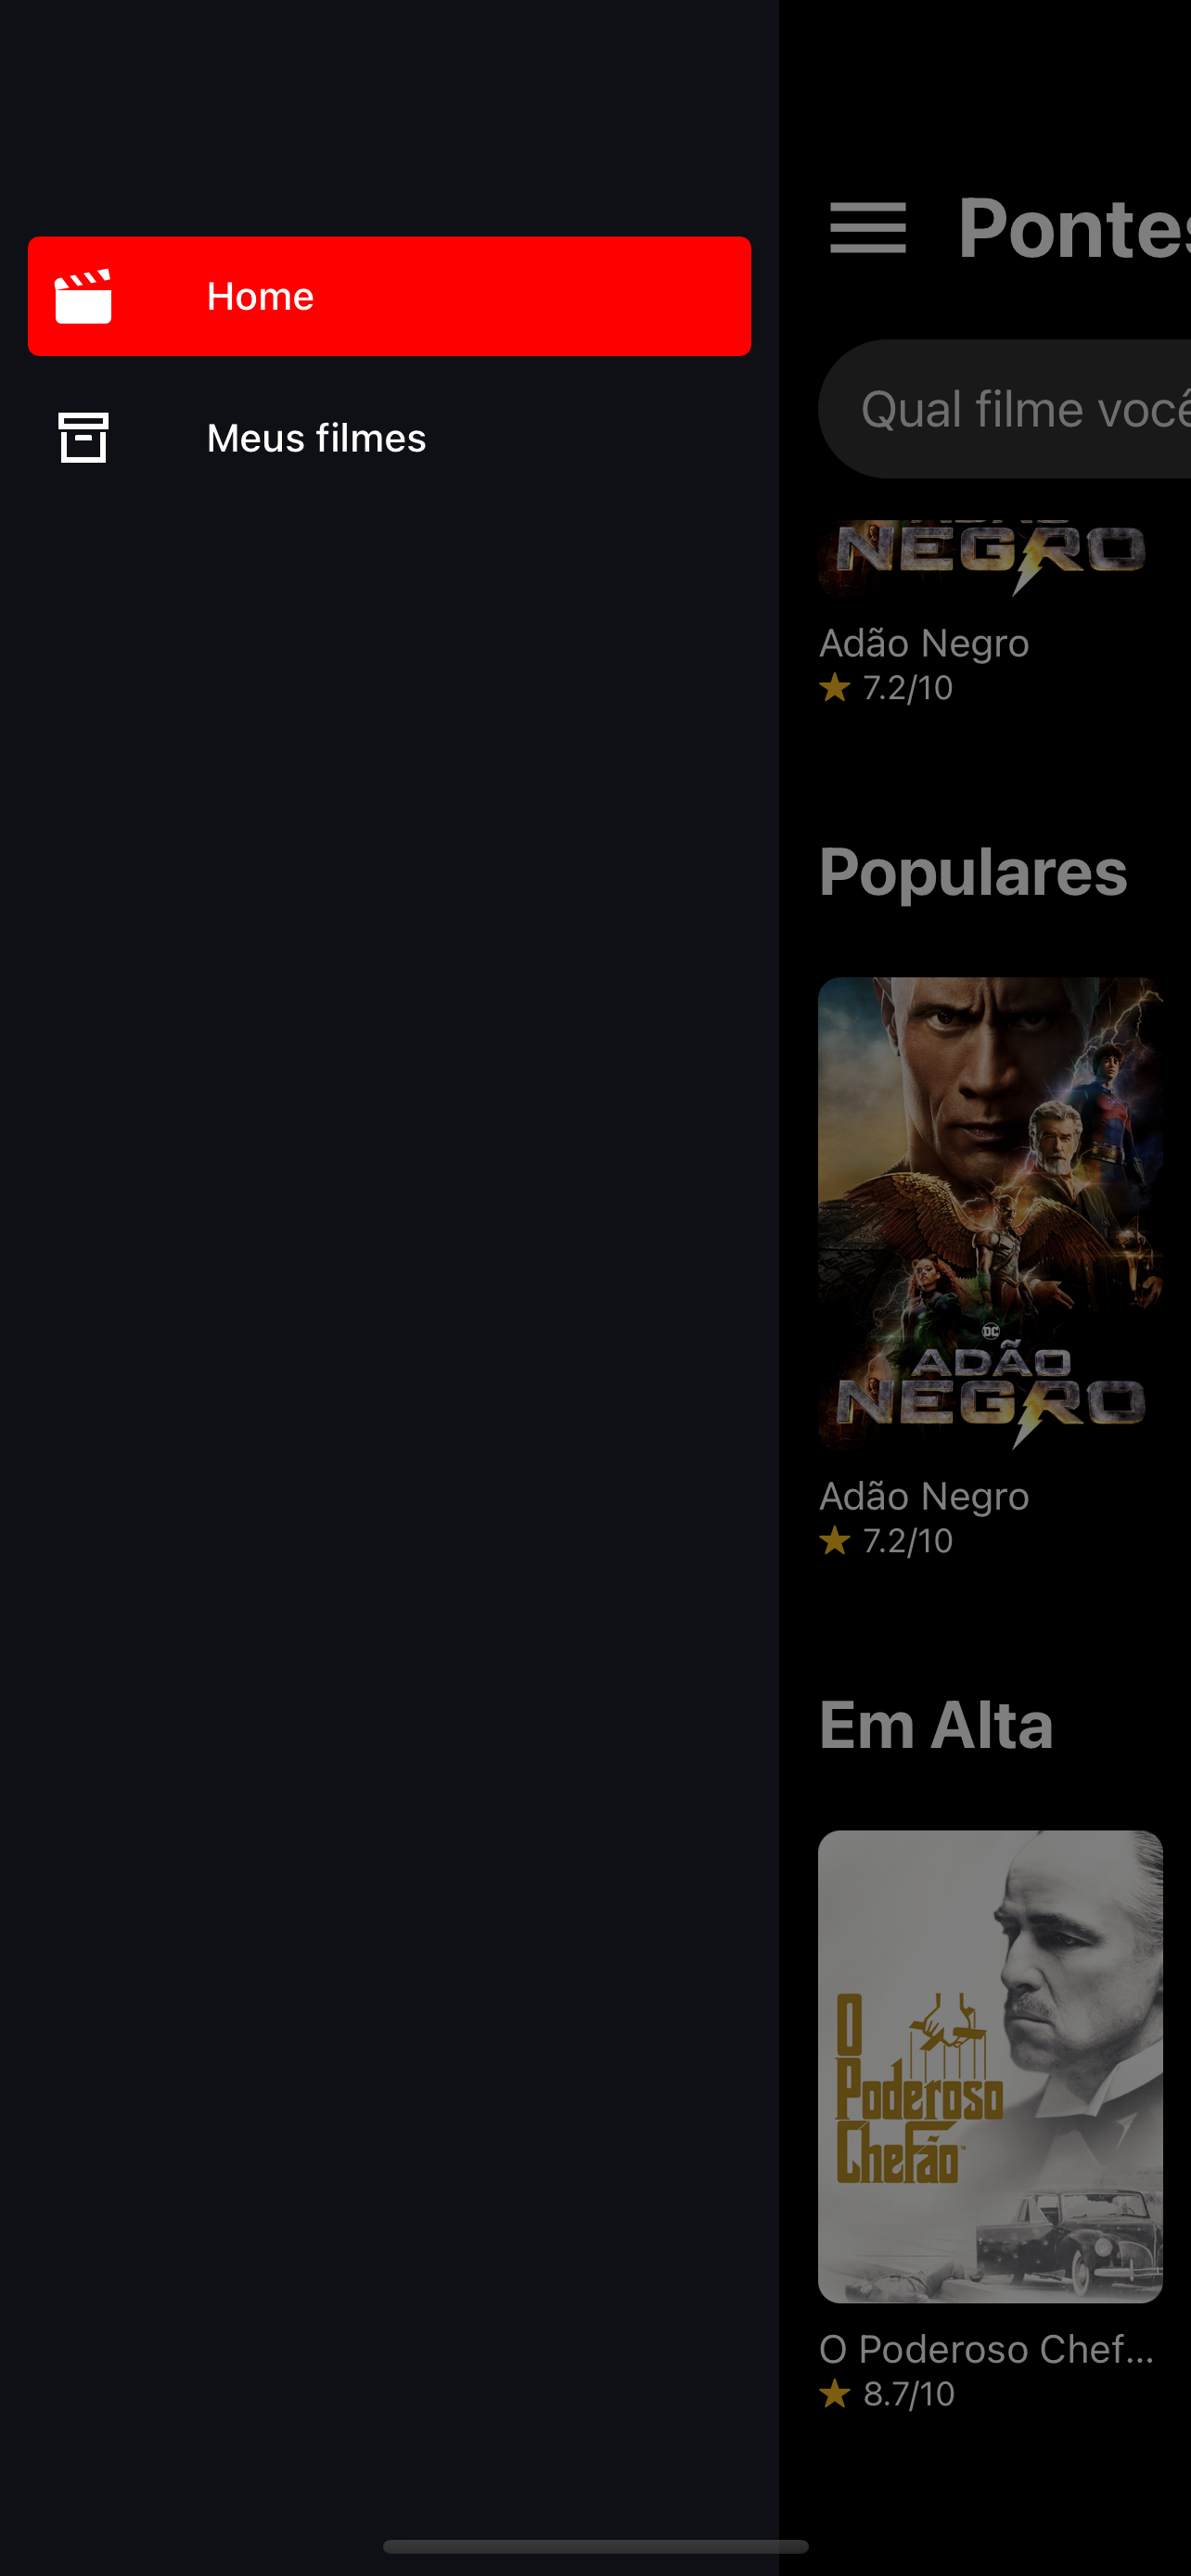 Home
Meus filmes
Pontes
Qual filme você
NEGRO
Adão Negro
7.2/10
Populares
DC
ADÃO
NEGRO
Adão Negro
7.2/10
Em Alta
O
Poderoso
Chefão
O Poderoso Chef...
8.7/10